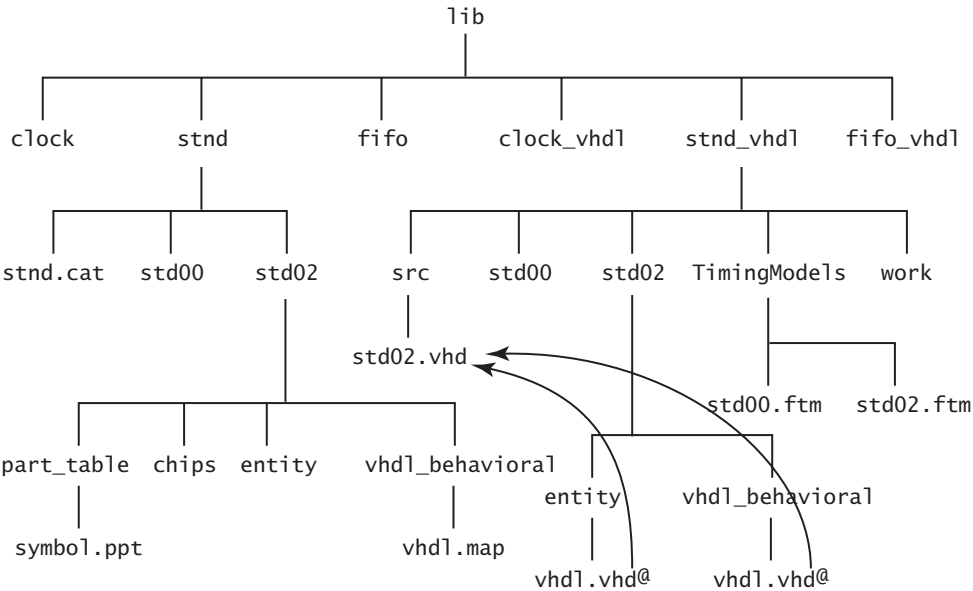 lib
clock stnd fifo clock_vhdl stnd_vhdl fifo_vhdl
stnd.cat std00 std02 src std00 std02 TimingModels work
std02.vhd
std00.ftm std02.ftm
part_table chips entity vhdl_behavioral
entity vhdl_behavioral
symbol.ppt vhdl.map
vhdl.vhd@ vhdl.vhd@